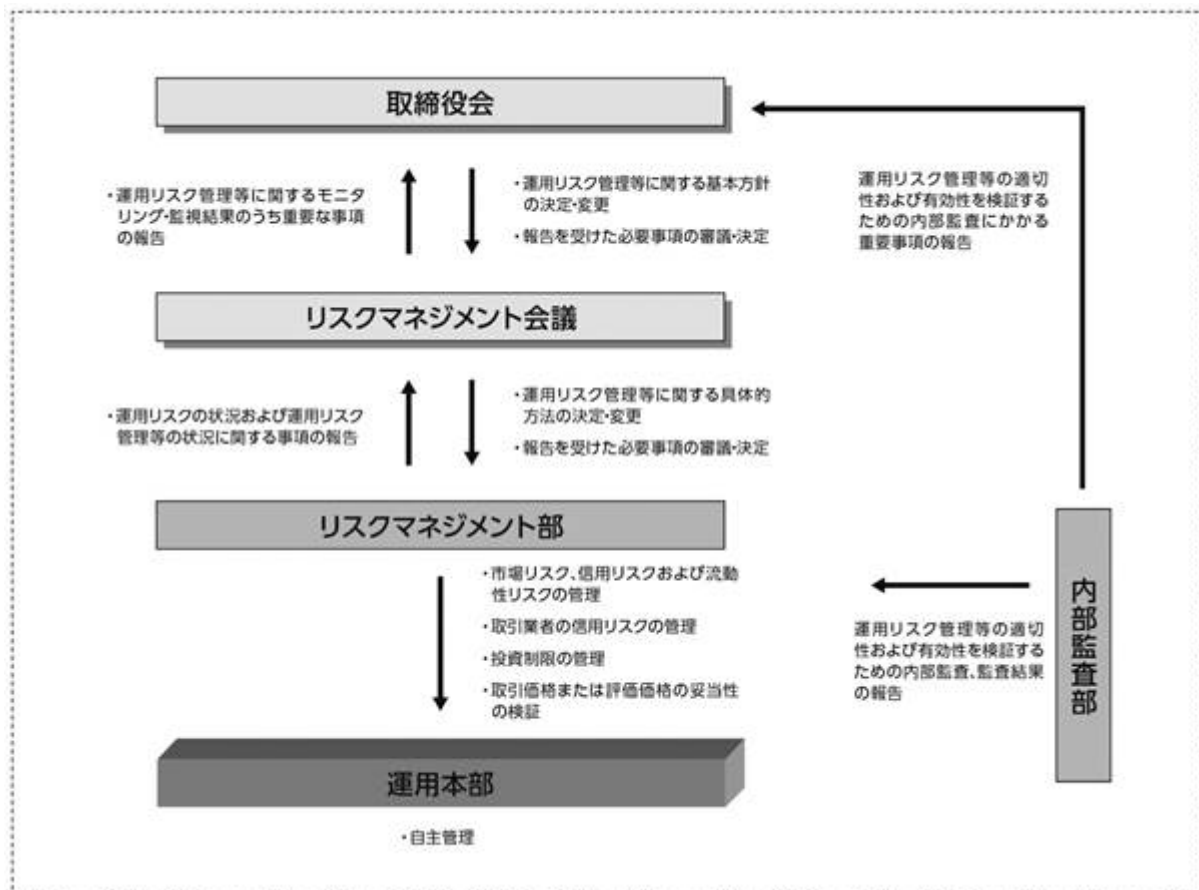 取締役会
・運用リスク管理等に関するモニタ
リング・監視結果のうち重要な事項
の報告
・運用リスク管理等に関する基本方針
の決定・変更
・報告を受けた必要事項の審議・決定
運用リスク管理等の適切
性および有効性を検証する
ための内部監査にかかる
重要事項の報告
リスクマネジメント会議
・運用リスクの状況および運用リスク
管理等の状況に関する事項の報告
・運用リスク管理等に関する具体的
方法の決定・変更
・報告を受けた必要事項の審議・決定
リスクマネジメント部
・市場リスク、信用リスクおよび流動
性リスクの管理
・取引業者の信用リスクの管理
・投資制限の管理
・取引価格または評価価格の妥当性
の検証
運用リスク管理等の適切
性および有効性を検証する
ための内部監査、監査結果
の報告
内部監査部
運用本部
・自主管理